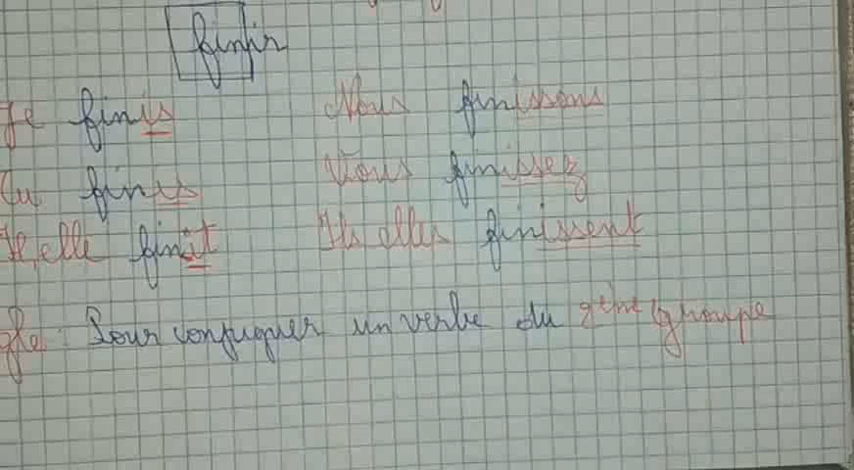 finir
Je finis Nous finissons
Tu finis Vous finissez
Il, elle finit Ils elles finissent
gle : Pour conjuguer un verbe du 2ème groupe